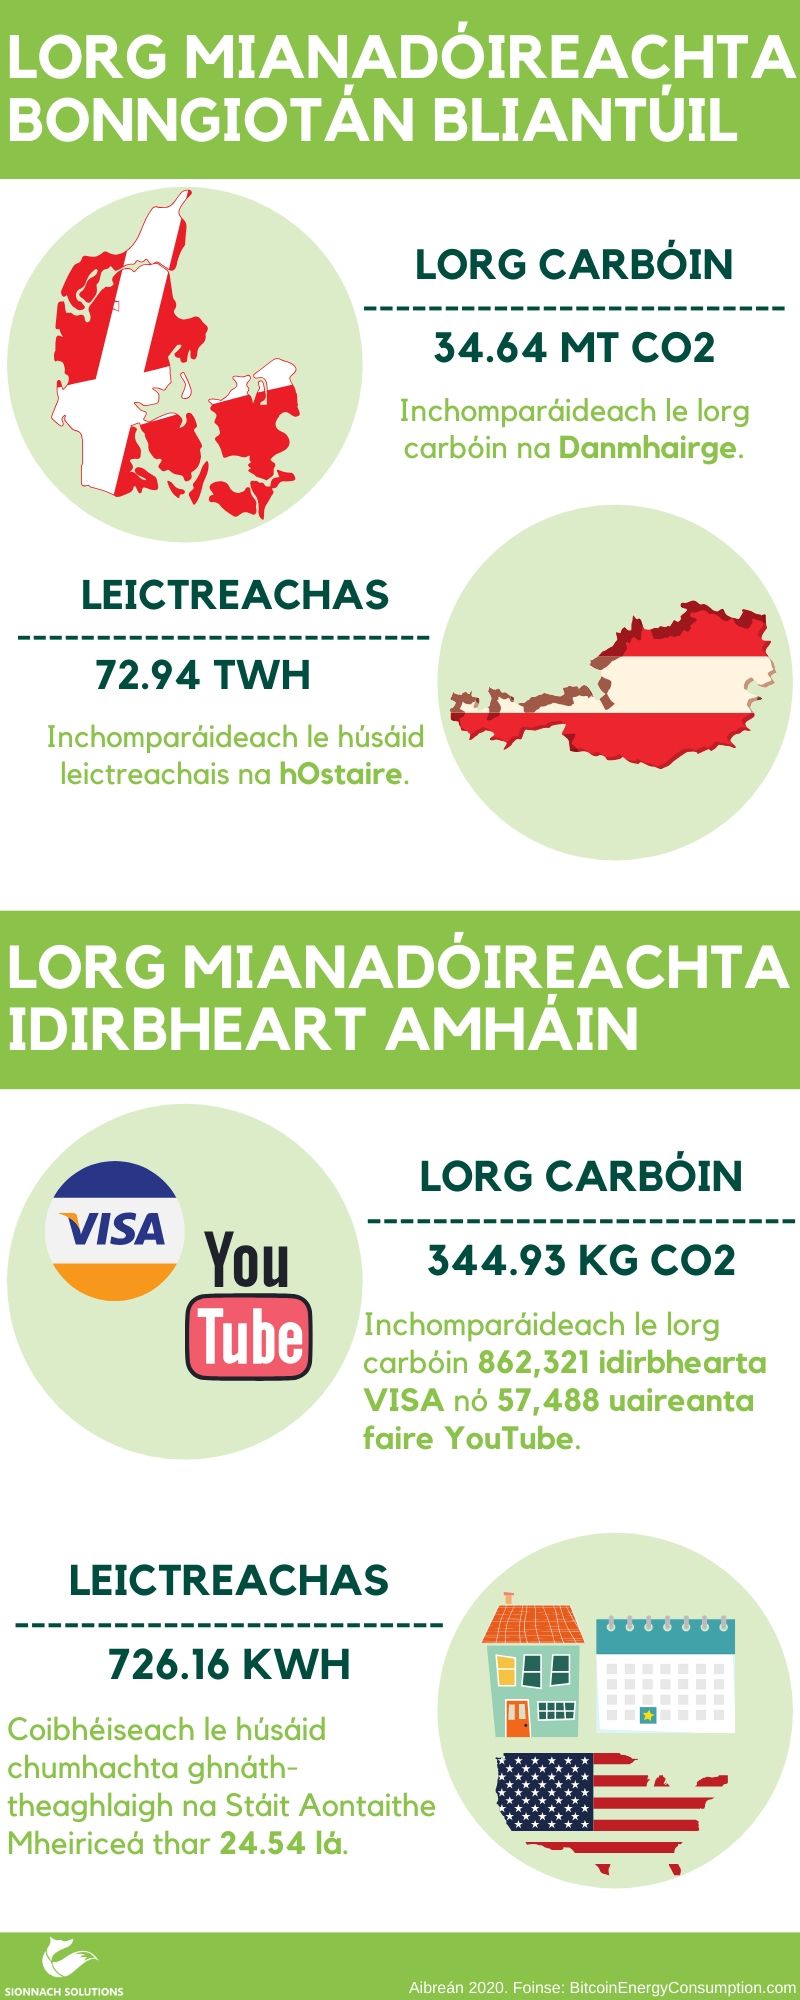 LORG MIANADÓIREACHTA
BONNGIOTÁN BLIANTÚIL
LORG CARBÓIN
34.64 MT CO2
Inchomparáideach le lorg
carbóin na Danmhairge.
LEICTREACHAS
72.94 TWH
Inchomparáideach le húsáid
leictreachais na hOstaire.
LORG MIANADÓIREACHTA
IDIRBHEART AMHÁIN
VISA
You
Tube
LORG CARBÓIN
344.93 KG CO2
Inchomparáideach le lorg
carbóin 862,321 idirbhearta
VISA nó 57,488 uaireanta
faire YouTube.
LEICTREACHAS
726.16 KWH
Coibhéiseach le húsáid
chumhachta ghnáth-
theaghlaigh na Stáit Aontaithe
Mheiriceá thar 24.54 lá.
SIONNACH SOLUTIONS
Aibreán 2020. Foinse: BitcoinEnergyConsumption.com